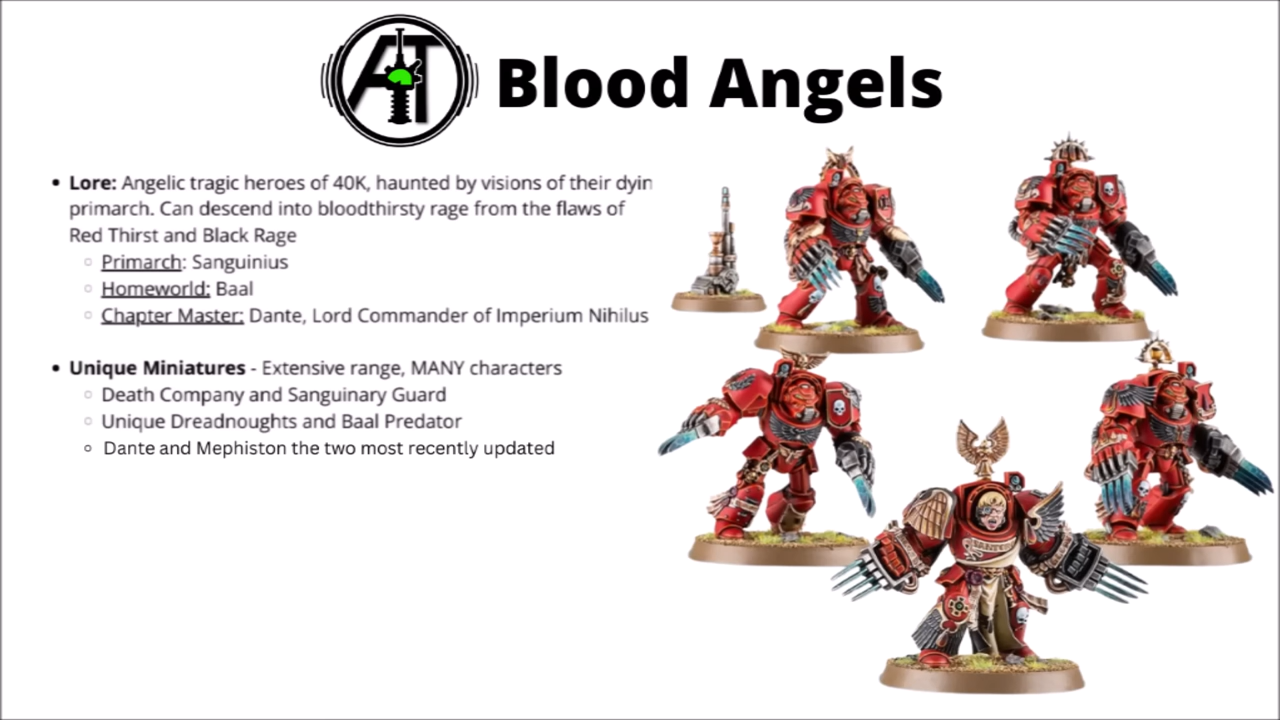 AT
Blood Angels
• Lore: Angelic tragic heroes of 40K, haunted by visions of their dyin
primarch. Can descend into bloodthirsty rage from the flaws of
Red Thirst and Black Rage
○ Primarch: Sanguinius
○ Homeworld: Baal
○ Chapter Master: Dante, Lord Commander of Imperium Nihilus
• Unique Miniatures - Extensive range, MANY characters
○ Death Company and Sanguinary Guard
○ Unique Dreadnoughts and Baal Predator
○ Dante and Mephiston the two most recently updated